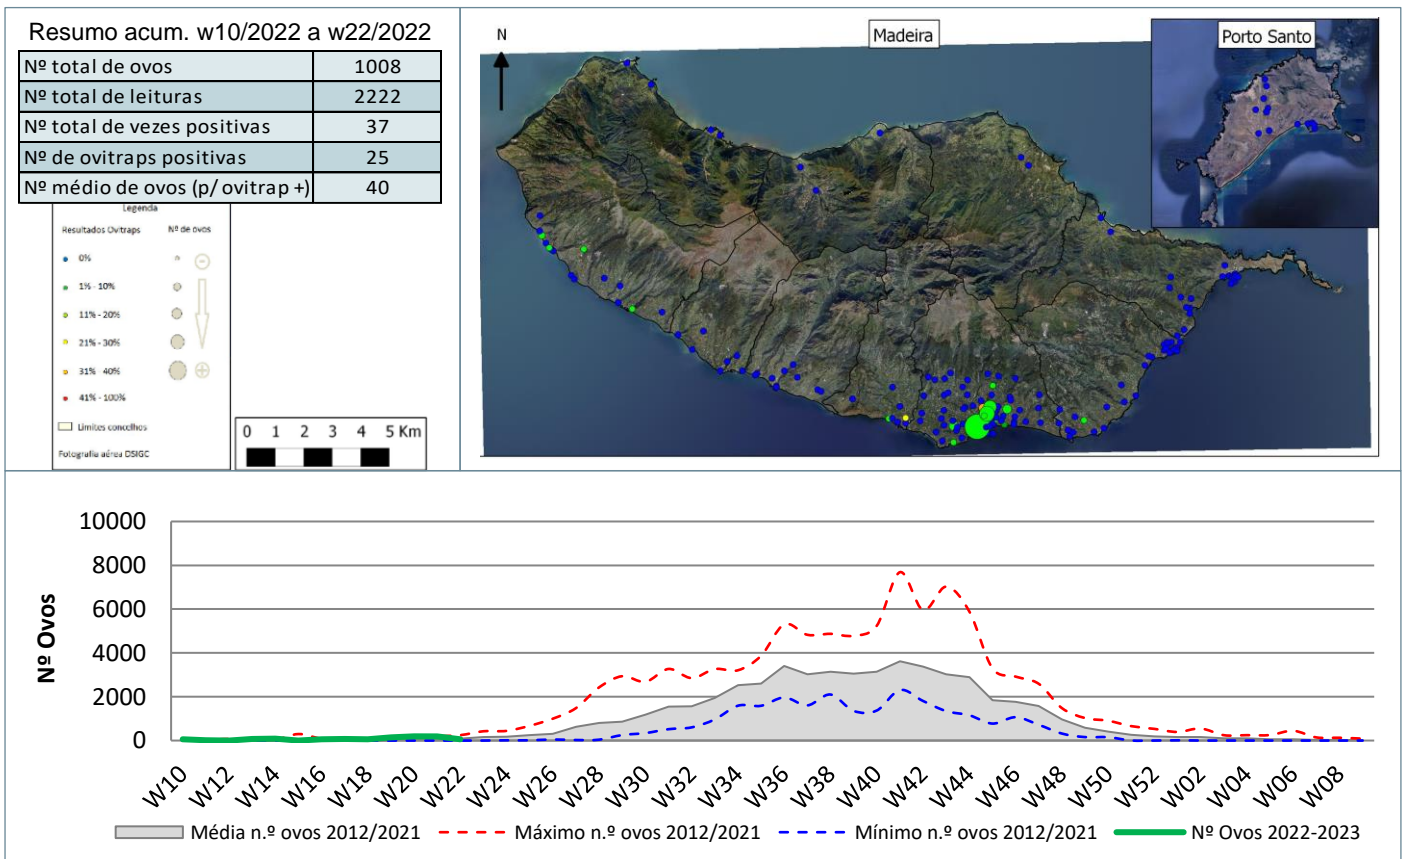 Resumo acum. w10/2022 a w22/2022
Nº total de ovos 1008
Nº total de leituras 2222
Nº total de vezes positivas 37
Nº de ovitraps positivas 25
Nº médio de ovos (p/ ovitrap +) 40
Legenda
Resultados Ovitraps Nº de ovos
0%
1% - 10%
11% - 20%
21% - 30%
31% - 40%
41% - 100%
Limites concelhos
Fotografia aérea DSIGC
0 1 2 3 4 5 Km
N
Madeira
Porto Santo
Nº Ovos
10000
8000
6000
4000
2000
0
W10 W12 W14 W16 W18 W20 W22 W24 W26 W28 W30 W32 W34 W36 W38 W40 W42 W44 W46 W48 W50 W52 W02 W04 W06 W08
Média n.º ovos 2012/2021 Máximo n.º ovos 2012/2021 Mínimo n.º ovos 2012/2021 Nº Ovos 2022-2023